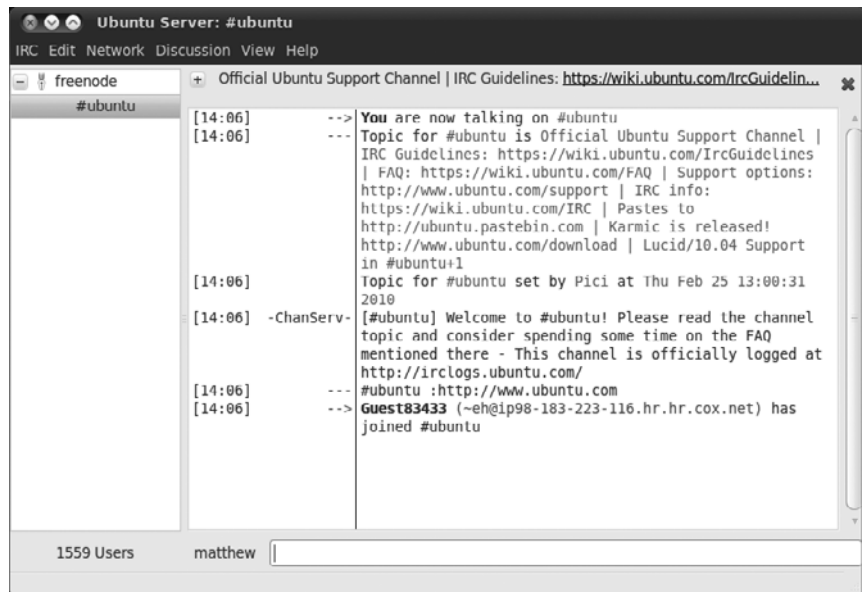 Ubuntu Server: #ubuntu
IRC Edit Network Discussion View Help
freenode
#ubuntu
Official Ubuntu Support Channel | IRC Guidelines: https://wiki.ubuntu.com/IrcGuidelin...
[14:06] --> You are now talking on #ubuntu
[14:06] --- Topic for #ubuntu is Official Ubuntu Support Channel |
IRC Guidelines: https://wiki.ubuntu.com/IrcGuidelines
| FAQ: https://wiki.ubuntu.com/FAQ | Support options:
http://www.ubuntu.com/support | IRC info:
https://wiki.ubuntu.com/IRC | Pastes to
http://ubuntu.pastebin.com | Karmic is released!
http://www.ubuntu.com/download | Lucid/10.04 Support
in #ubuntu+1
[14:06] Topic for #ubuntu set by Pici at Thu Feb 25 13:00:31
2010
[14:06] -ChanServ- [#ubuntu] Welcome to #ubuntu! Please read the channel
topic and consider spending some time on the FAQ
mentioned there - This channel is officially logged at
http://irclogs.ubuntu.com/
[14:06] --- #ubuntu :http://www.ubuntu.com
[14:06] --> Guest83433 (~eh@ip98-183-223-116.hr.hr.cox.net) has
joined #ubuntu
1559 Users
matthew